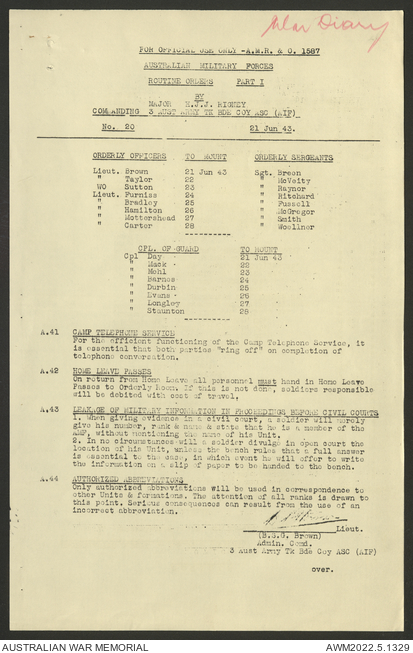 War Diary
FOR OFFICIAL USE ONLY -A.M.R. & O. 1587
AUSTRALIAN MILITARY FORCES
ROUTINE ORDERS PART I
BY
MAJOR H.J.J. RIGNEY
COMMANDING 3 AUST ARMY TK BDE COY ASC (AIF)
No. 20 21 Jun 43.
ORDERLY OFFICERS TO MOUNT ORDERLY SERGEANTS
Lieut. Brown 21 Jun 43 Sgt. Breen
" Taylor 22 " McVeity
WO Sutton 23 " Raynor
Lieut. Furniss 24 " Ritchard
" Bradley 25 " Fussell
" Hamilton 26 " McGregor
" Mottershead 27 " Smith
" Carter 28 " Woellner
----------
CPL. OF GUARD TO MOUNT
Cpl Day 21 Jun 43
" Mack 22
" Mehl 23
" Barnes 24
" Durbin 25
" Evans 26
" Longley 27
" Staunton 28
----------
A.41 CAMP TELEPHONE SERVICE
For the efficient functioning of the Camp Telephone Service, it
is essential that both parties "ring off" on completion of
telephone conversation.
A.42 HOME LEAVE PASSES
On return from Home Leave all personnel must hand in Home Leave
Passes to Orderly Room. If this is not done, soldiers responsible
will be debited with cost of travel.
A.43 LEAKAGE OF MILITARY INFORMATION IN PROCEEDINGS BEFORE CIVIL COURTS
1. When giving evidence in a civil court, a soldier will merely
give his number, rank & name & state that he is a member of the
AMF, without mentioning the name of his Unit.
2. In no circumstances will a soldier divulge in open court the
location of his Unit, unless the bench rules that a full answer
is essential to the case, in which event he will offer to write
the information on a slip of paper to be handed to the bench.
A.44 AUTHORIZED ABBREVIATIONS
Only authorized abbreviations will be used in correspondence to
other Units & formations. The attention of all ranks is drawn to
this point. Serious consequences can result from the use of an
incorrect abbreviation.
Lieut.
(B.S.G. Brown)
Admin. Comd.
3 Aust Army Tk Bde Coy ASC (AIF)
over.
AUSTRALIAN WAR MEMORIAL AWM2022.5.1329